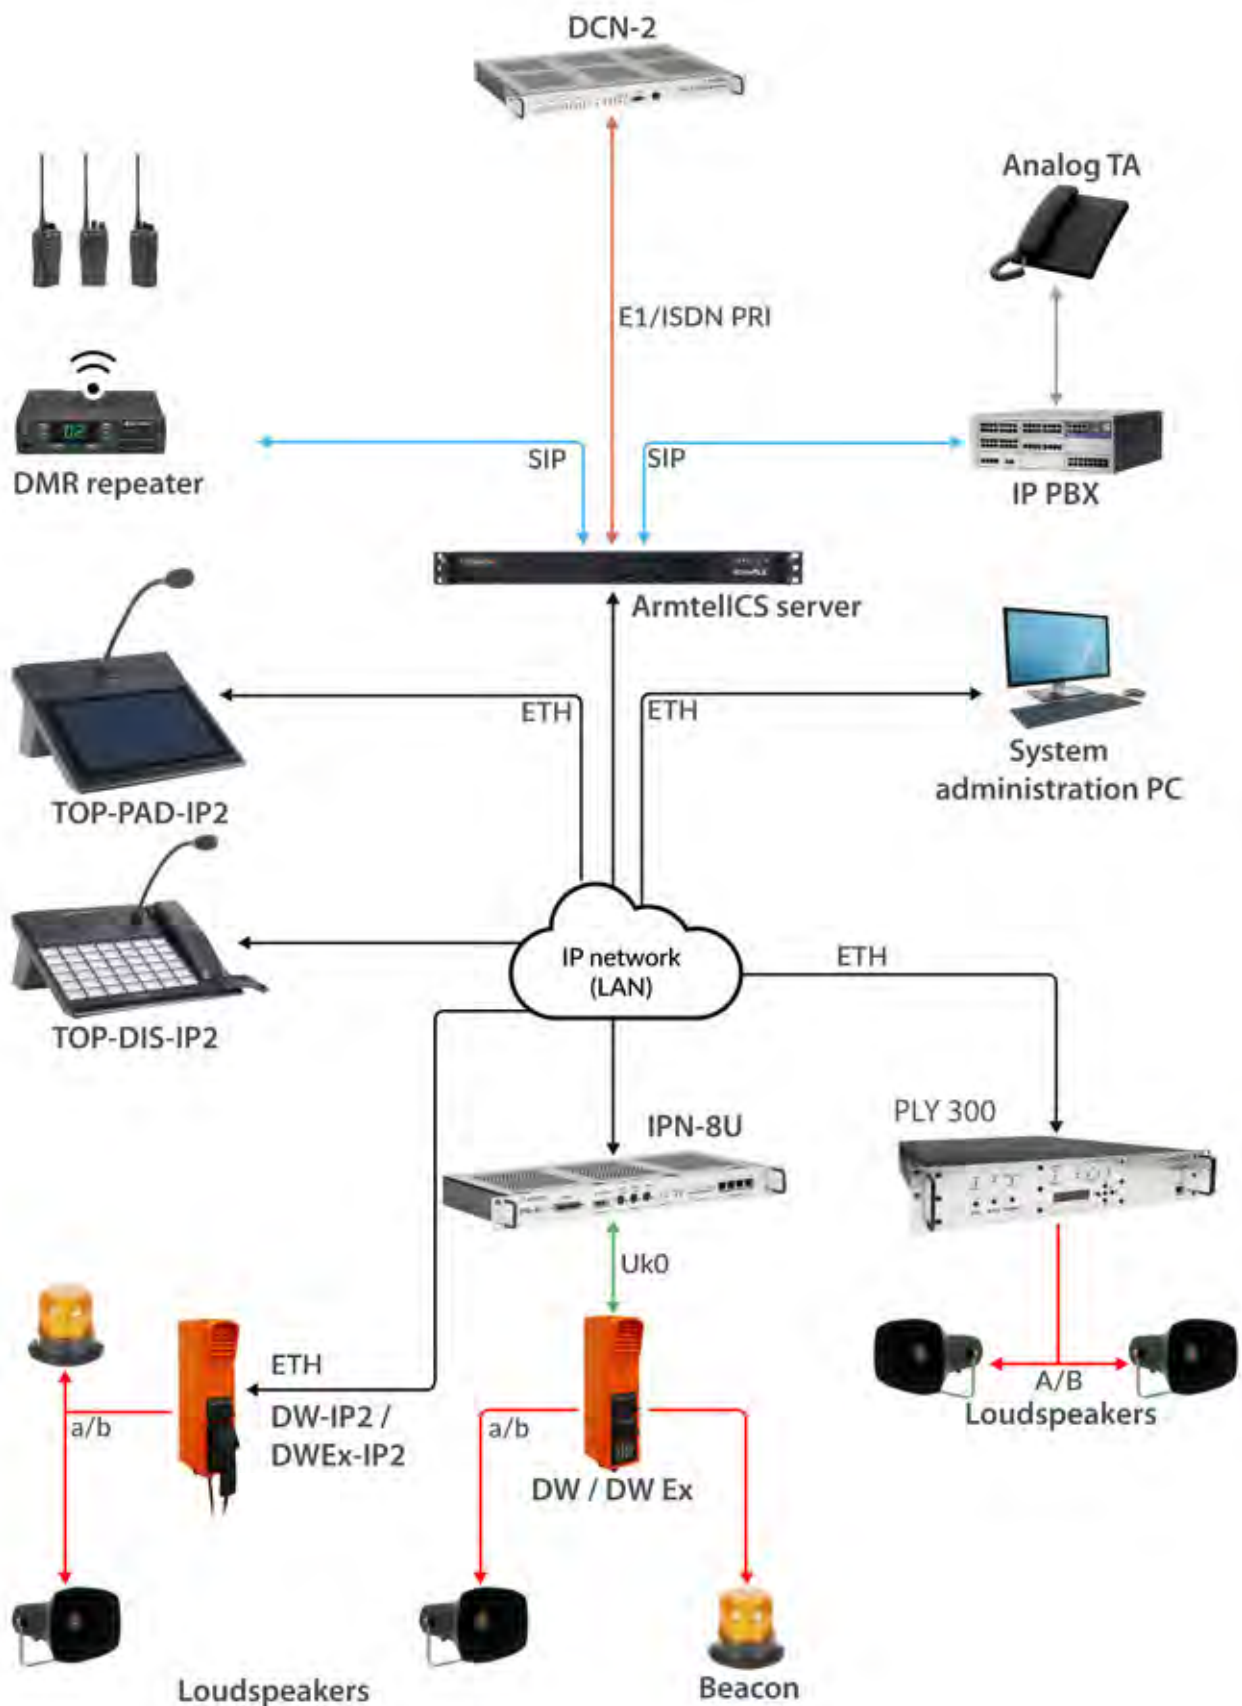 DCN-2
Analog TA
E1/ISDN PRI
02
DMR repeater
SIP
SIP
IP PBX
ArmtelICS server
ETH
ETH
TOP-PAD-IP2
System
administration PC
IP network
(LAN)
ETH
TOP-DIS-IP2
IPN-8U
PLY 300
Uk0
ETH
a/b
DW-IP2 /
DWEx-IP2
a/b
DW / DW Ex
A/B
Loudspeakers
Loudspeakers
Beacon